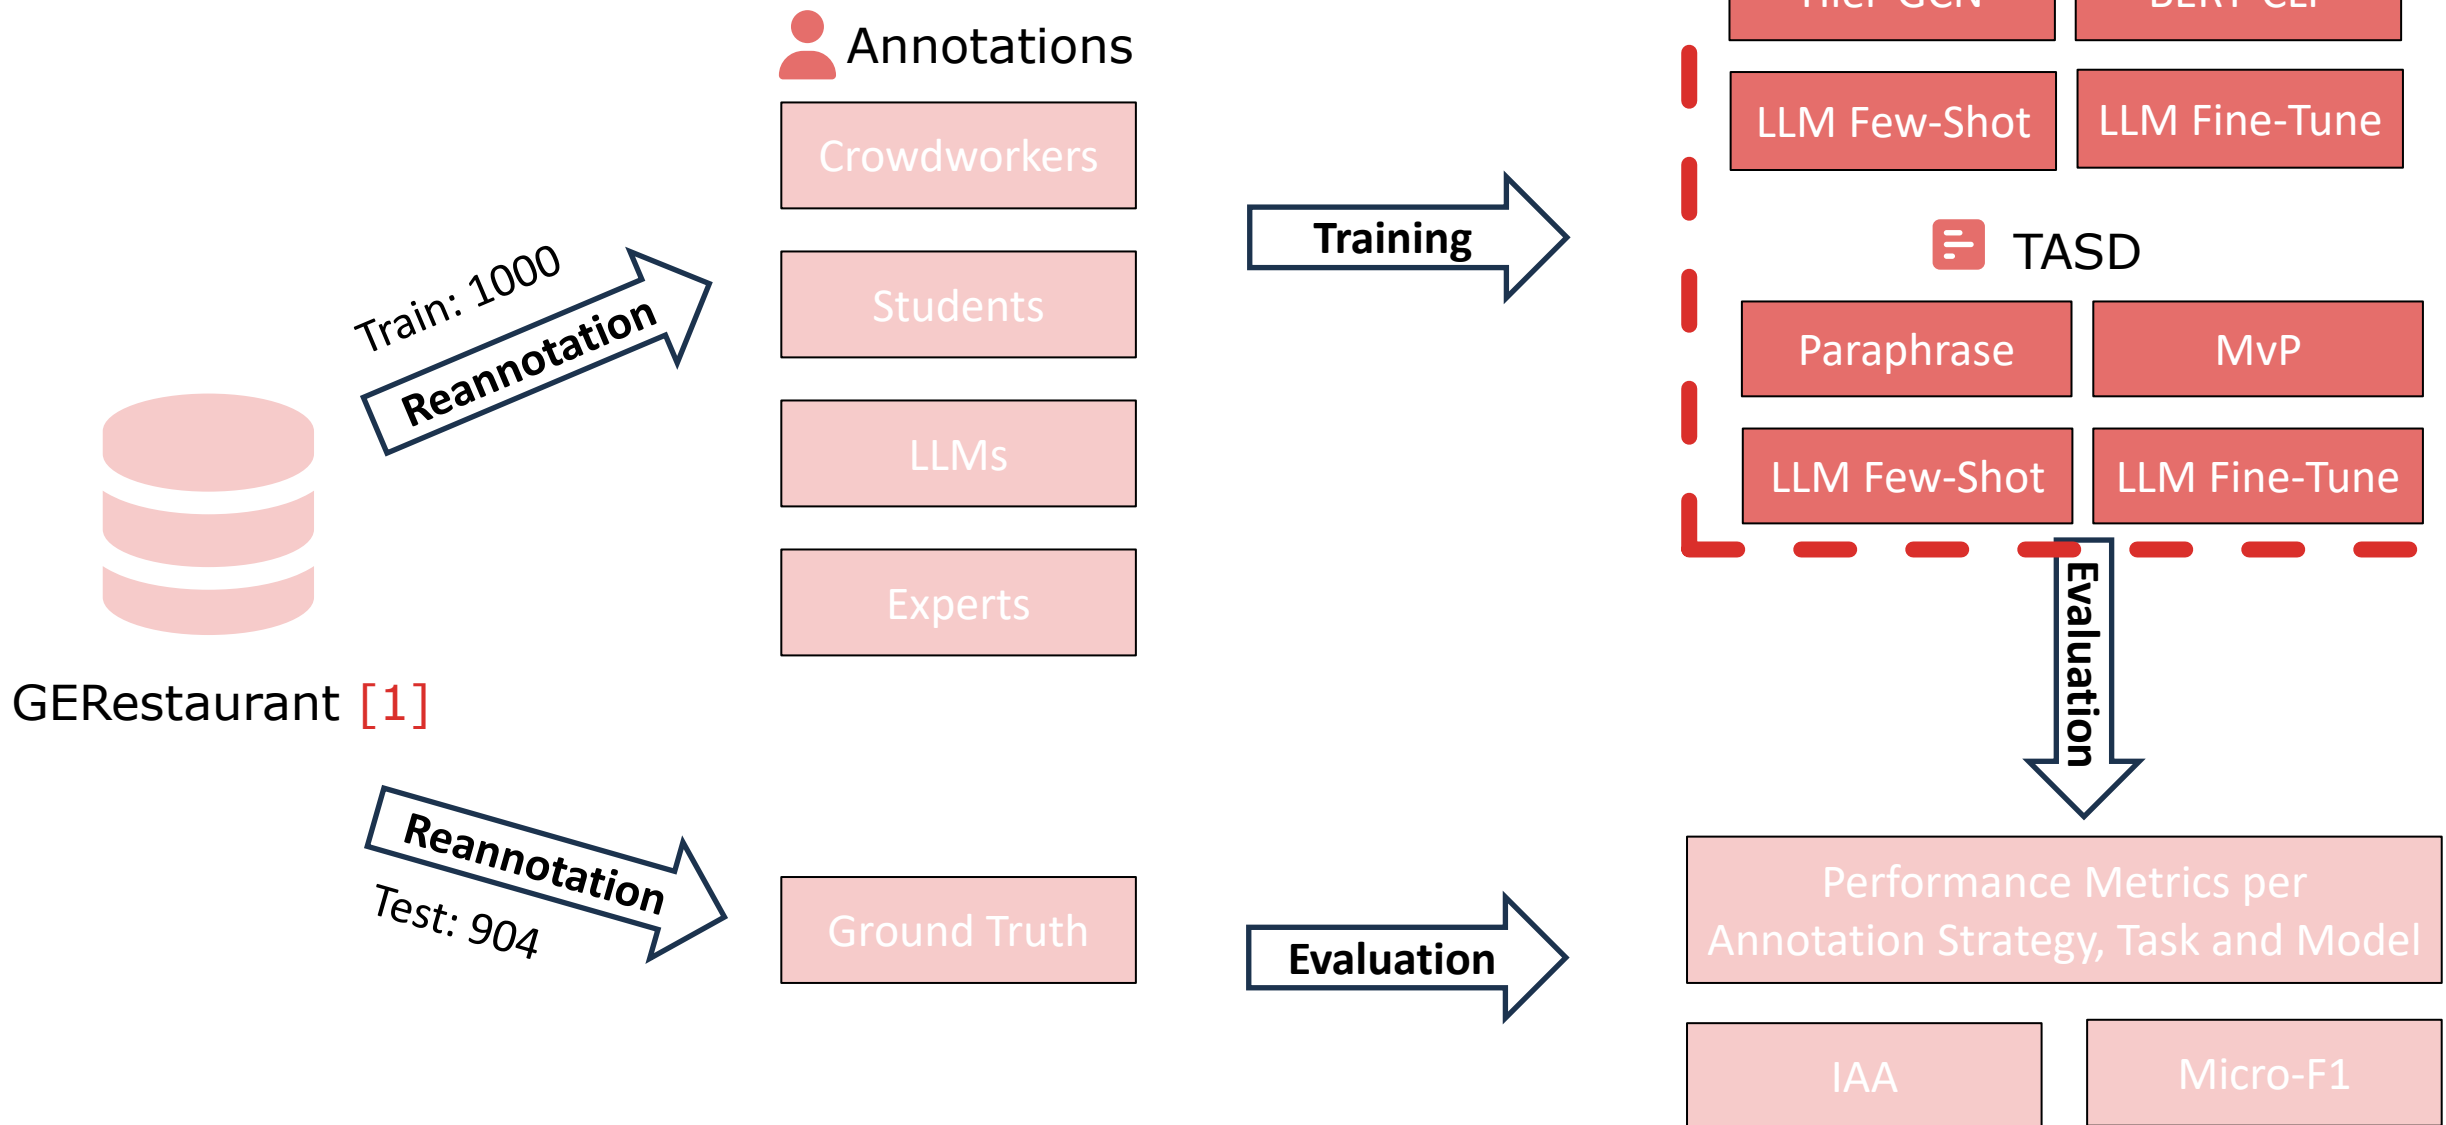 Annotations
Crowdworkers
Students
LLMs
Experts
Train: 1000
Reannotation
GERestaurant [1]
Reannotation
Test: 904
Ground Truth
Training
Evaluation
LLM Few-Shot
LLM Fine-Tune
TASD
Paraphrase
MvP
LLM Few-Shot
LLM Fine-Tune
Evaluation
Performance Metrics per
Annotation Strategy, Task and Model
IAA
Micro-F1